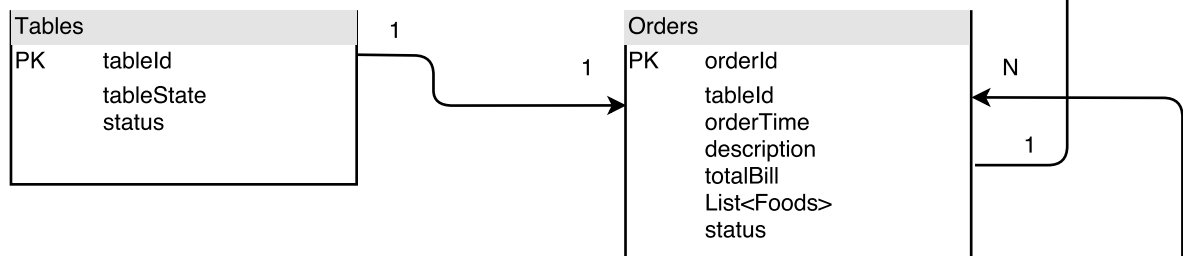 Tables
PK tableId
tableState
status
1
1
Orders
PK orderId
tableId
orderTime
description
totalBill
List<Foods>
status
N
1